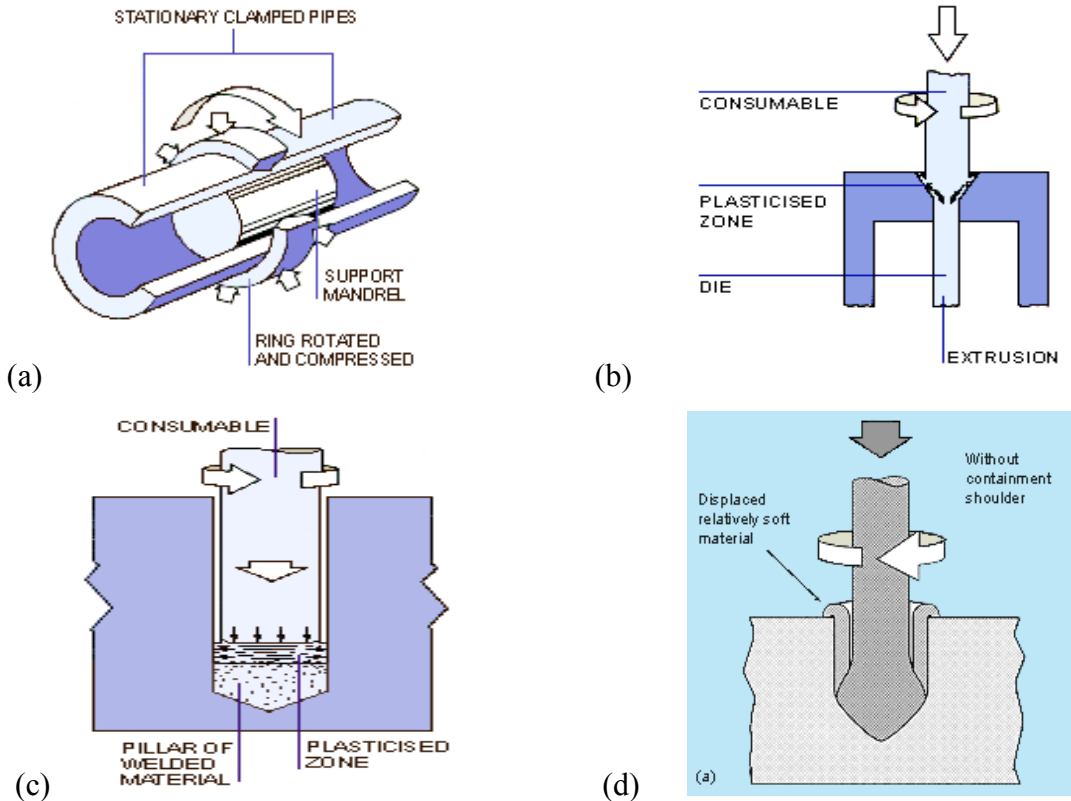 STATIONARY CLAMPED PIPES
SUPPORT
MANDREL
RING ROTATED
AND COMPRESSED
(a)
CONSUMABLE
PLASTICISED
ZONE
DIE
EXTRUSION
(b)
CONSUMABLE
PILLAR OF
WELDED
MATERIAL
PLASTICISED
ZONE
(c)
Without
containment
shoulder
Displaced
relatively soft
material
(a)
(d)